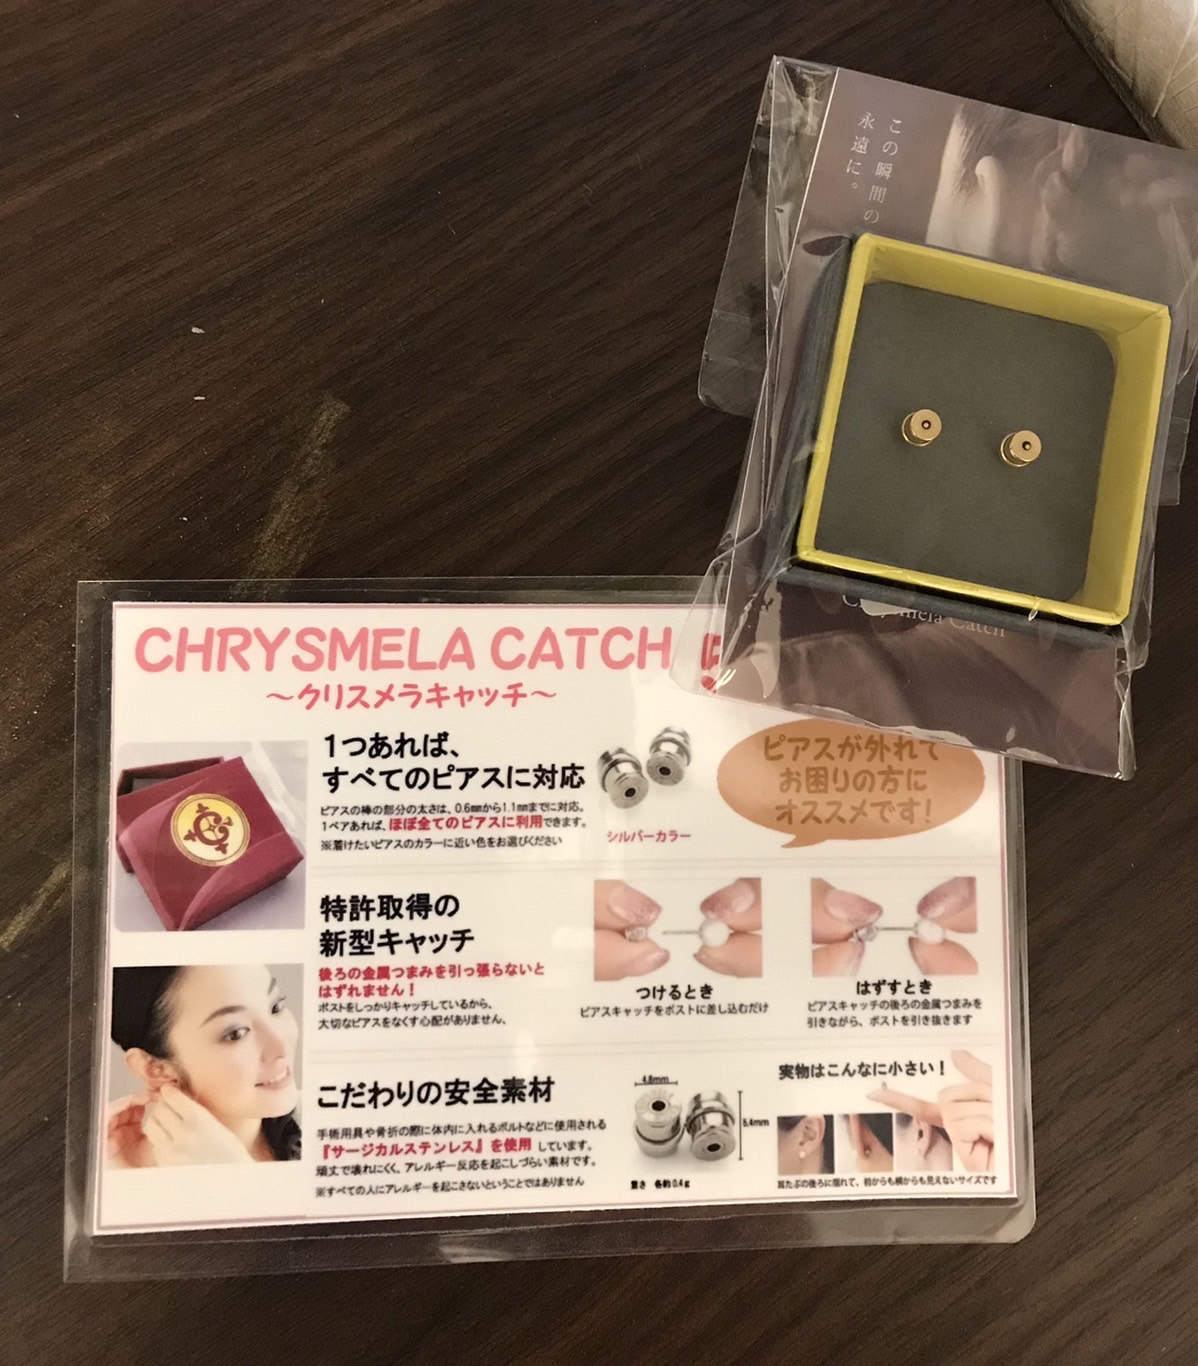 この瞬間の
永遠に。
Catch
CHRYSMELA CATCH
〜クリスメラキャッチ〜
1つあれば、
すべてのピアスに対応
ピアスの棒の部分の太さは、0.6mmから1.1mmまでに対応。
1ペアあれば、ほぼ全てのピアスに利用できます。
※着けたいピアスのカラーに近い色をお選びください
シルバーカラー
ピアスが外れて
お困りの方に
オススメです!
特許取得の
新型キャッチ
後ろの金属つまみを引っ張らないと
はずれません!
ポストをしっかりキャッチしているから、
大切なピアスをなくす心配がありません。
つけるとき
ピアスキャッチをポストに差し込むだけ
はずすとき
ピアスキャッチの後ろの金属つまみを
引きながら、ポストを引き抜きます
こだわりの安全素材
手術用具や骨折の際に体内に入れるボルトなどに使用される
『サージカルステンレス』を使用 しています。
頑丈で壊れにくく、アレルギー反応を起こしづらい素材です。
※すべての人にアレルギーを起こさないということではありません
4.8mm
5.4mm
重さ 各約0.4g
実物はこんなに小さい!
耳たぶの後ろに隠れて、前からも横からも見えないサイズです